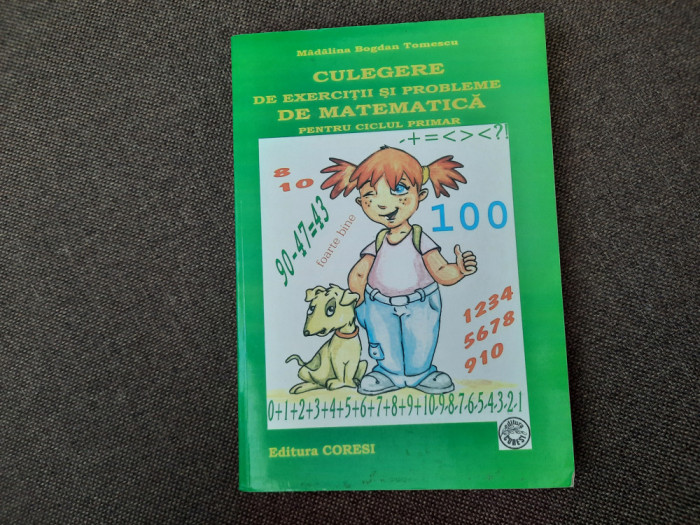 Mădălina Bogdan Tomescu
CULEGERE
DE EXERCIȚII ȘI PROBLEME
DE MATEMATICĂ
PENTRU CICLUL PRIMAR
-+=<><?!
8
10
90-47=43
foarte bine
100
1234
5678
910
0+1+2+3+4+5+6+7+8+9+10-9-8-7-6-5-4-3-2-1
Editura CORESI
CORESI